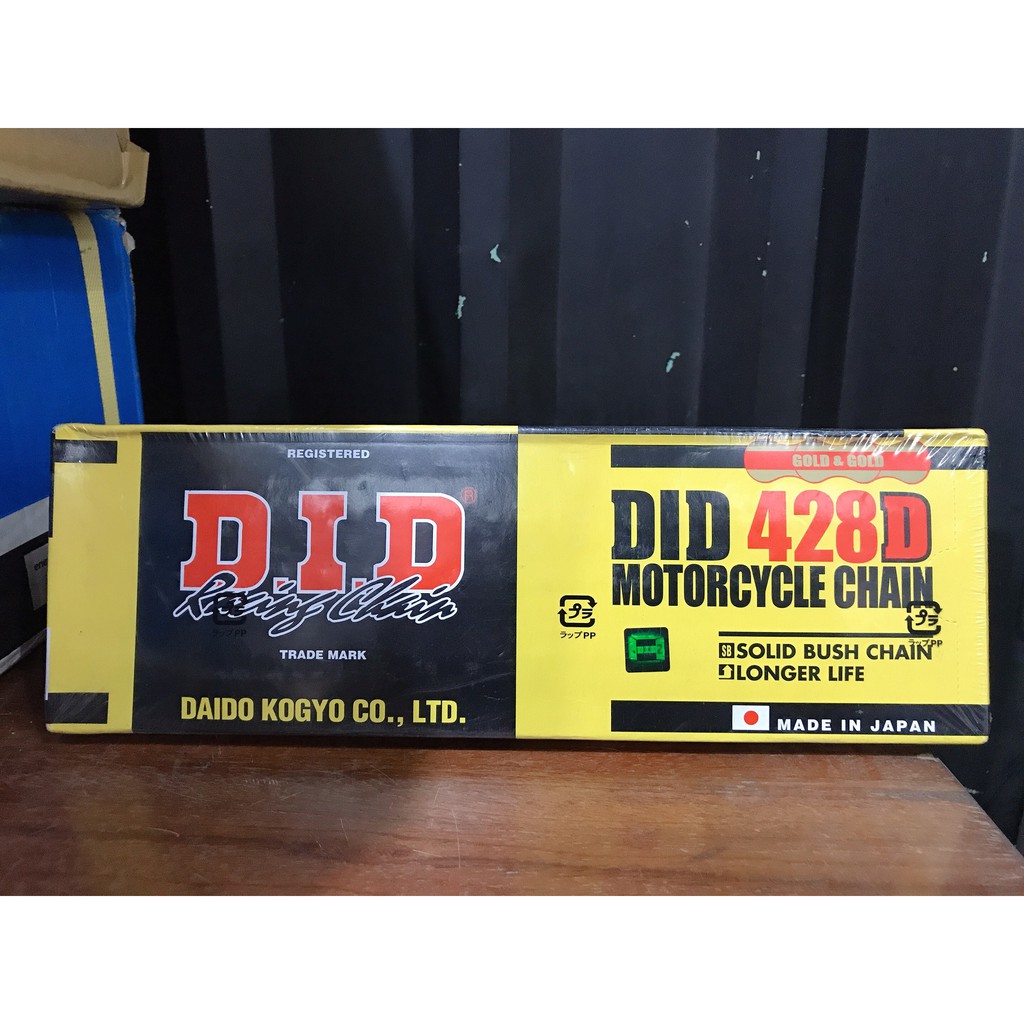 REGISTERED
D.I.D®
Racing Chain
ラップPP
TRADE MARK
DAIDO KOGYO CO., LTD.
GOLD & GOLD
DID 428D
MOTORCYCLE CHAIN
プラ
ラップPP
プラ
ラップPP
DID
SB SOLID BUSH CHAIN
LONGER LIFE
MADE IN JAPAN